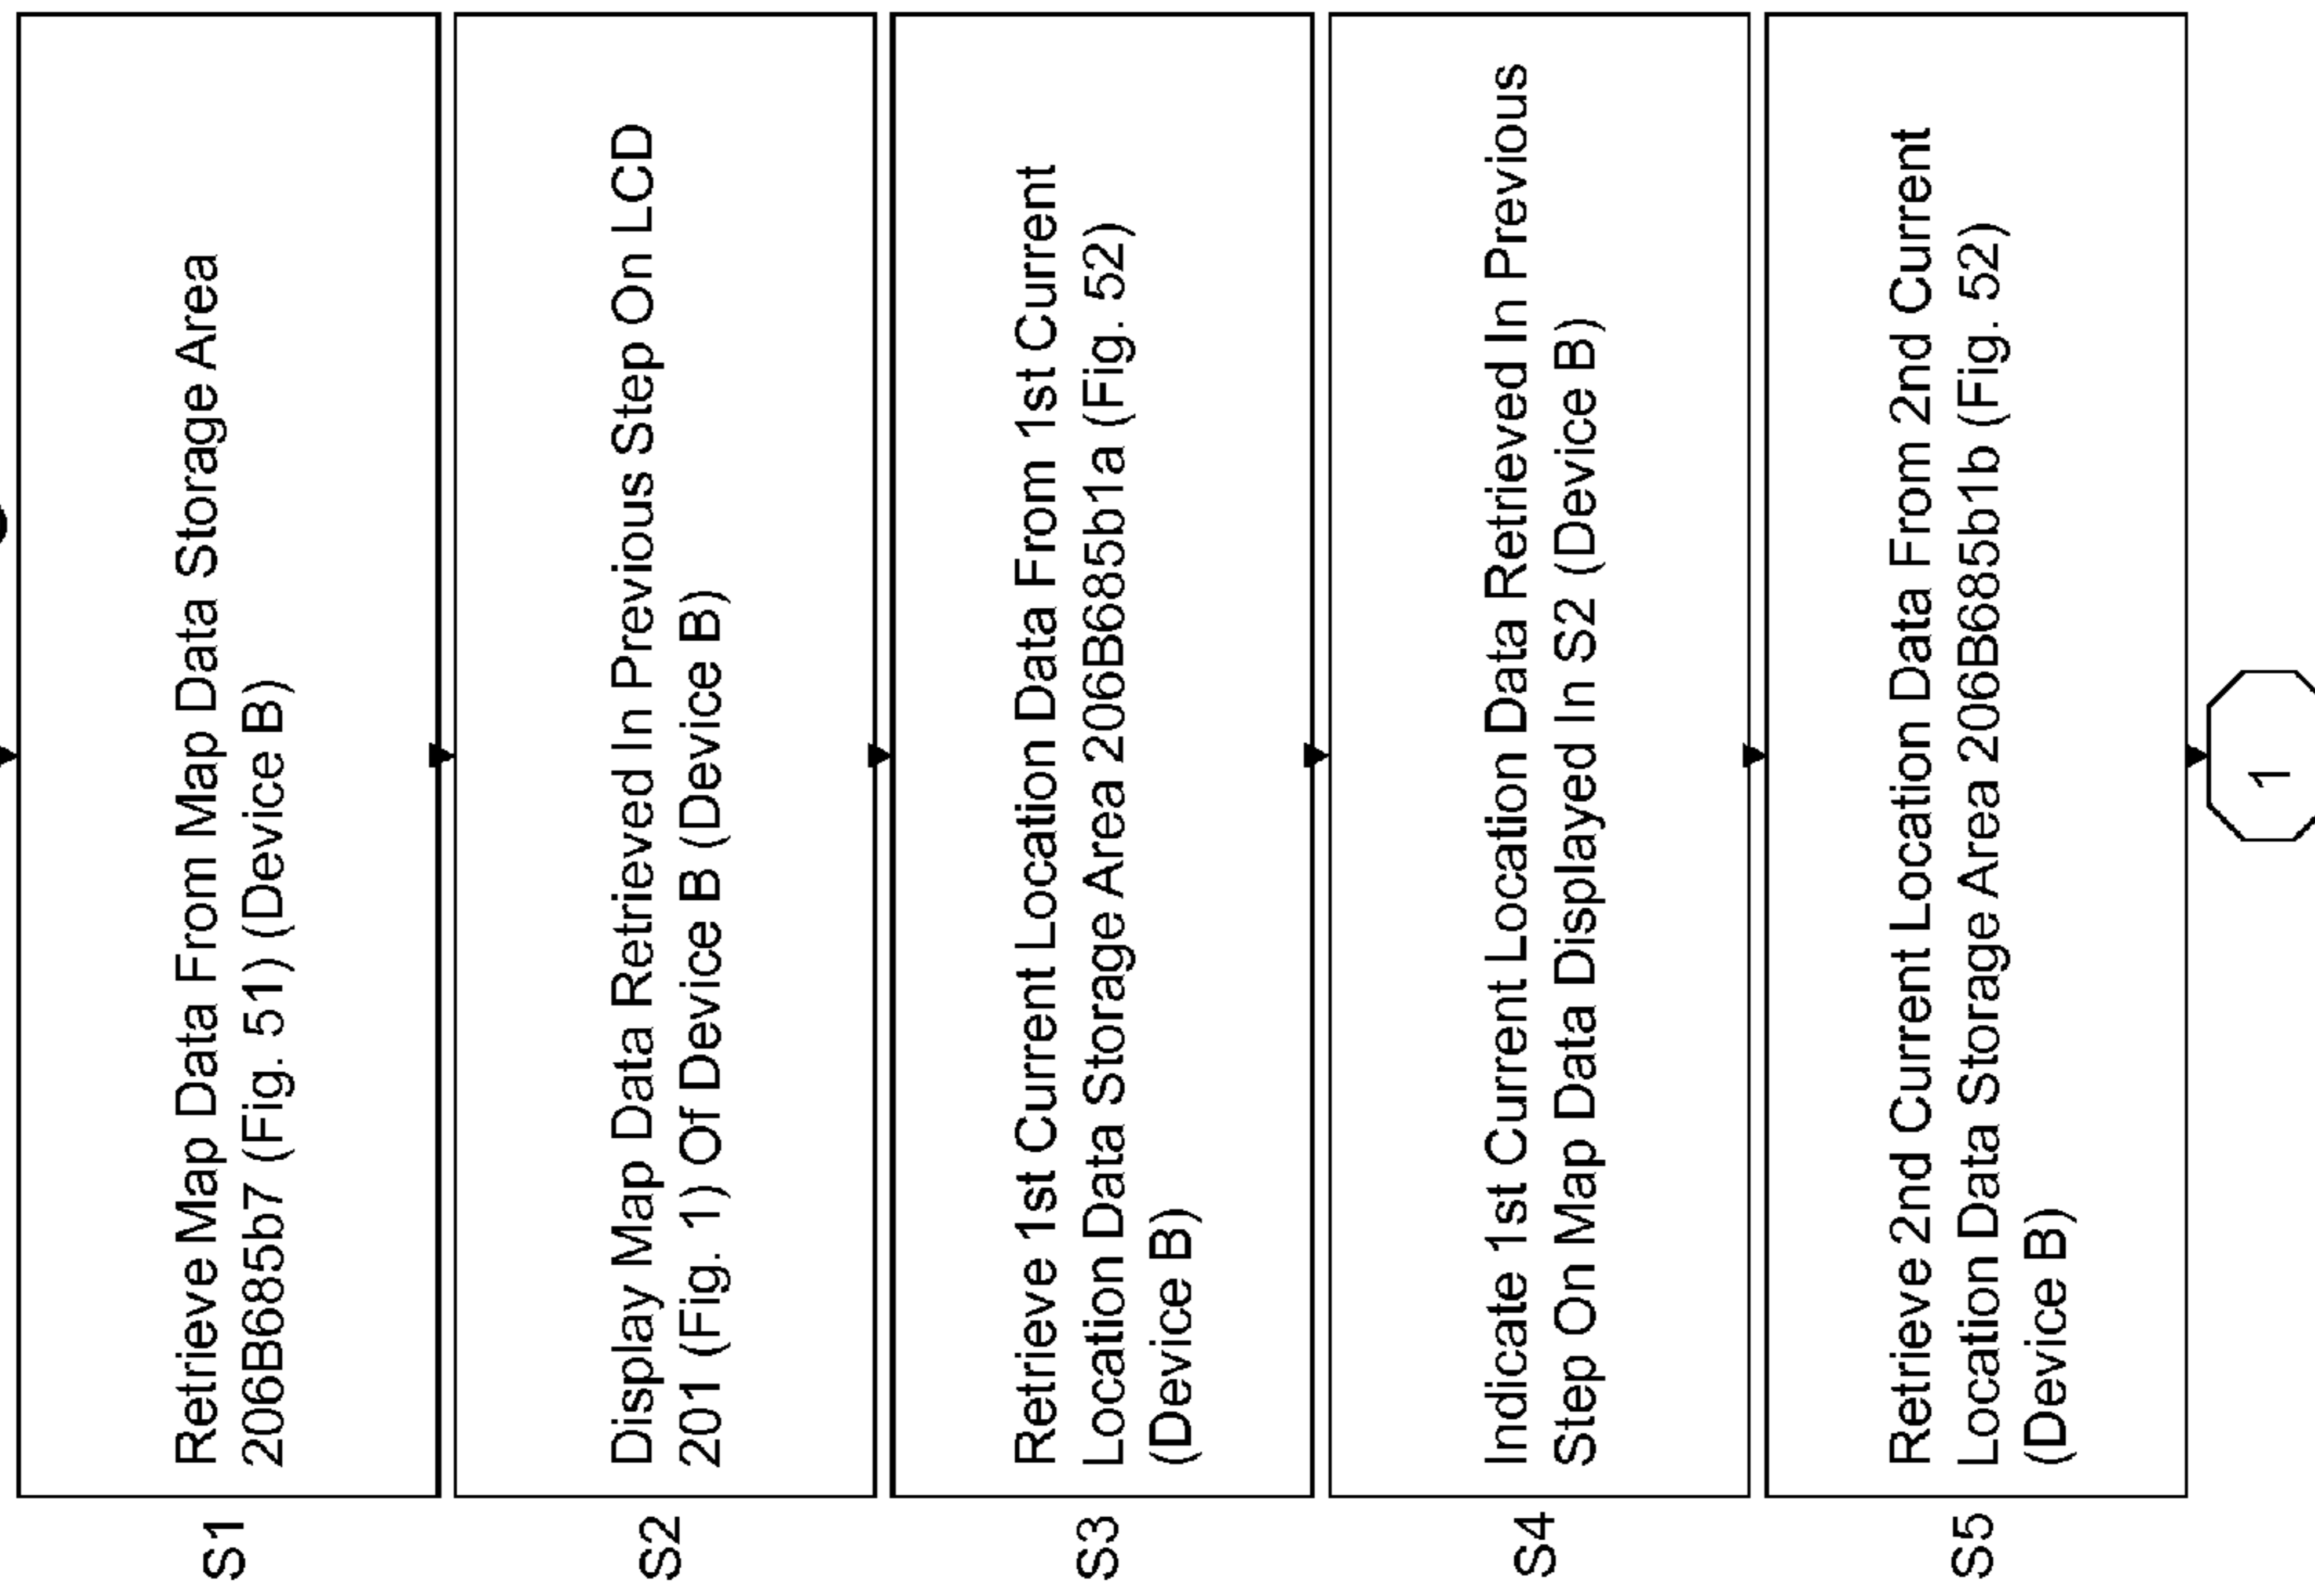 S1
Retrieve Map Data From Map Data Storage Area
206B685b7 (Fig. 51) (Device B)
S2
Display Map Data Retrieved In Previous Step On LCD
201 (Fig. 1) Of Device B (Device B)
S3
Retrieve 1st Current Location Data From 1st Current
Location Data Storage Area 206B685b1a (Fig. 52)
(Device B)
S4
Indicate 1st Current Location Data Retrieved In Previous
Step On Map Data Displayed In S2 (Device B)
S5
Retrieve 2nd Current Location Data From 2nd Current
Location Data Storage Area 206B685b1b (Fig. 52)
(Device B)
1